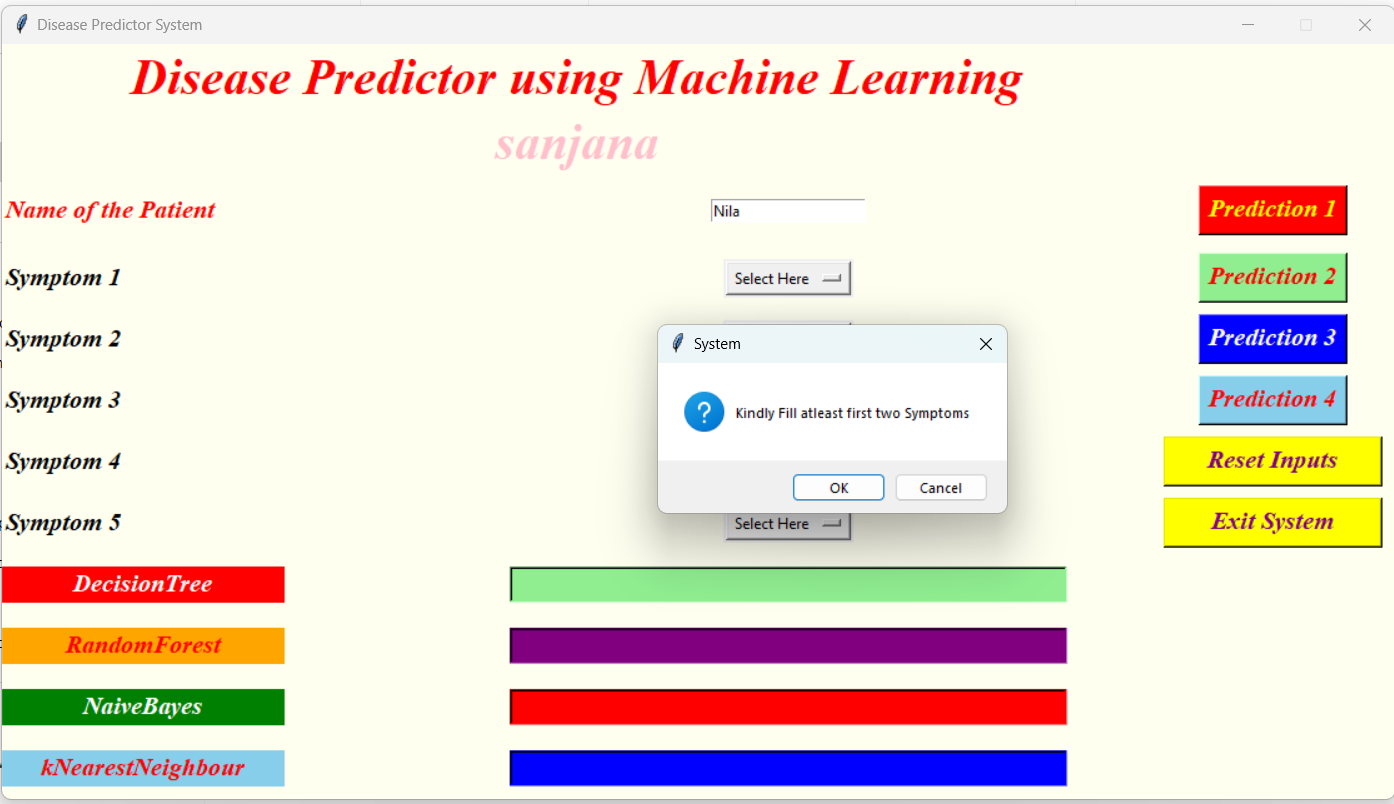 Disease Predictor System
Disease Predictor using Machine Learning
sanjana
Name of the Patient
Nila
Prediction 1
Symptom 1
Select Here
Prediction 2
Symptom 2
Prediction 3
System
Kindly Fill atleast first two Symptoms
OK
Cancel
Symptom 3
Prediction 4
Symptom 4
Reset Inputs
Symptom 5
Select Here
Exit System
DecisionTree
RandomForest
NaiveBayes
kNearestNeighbour